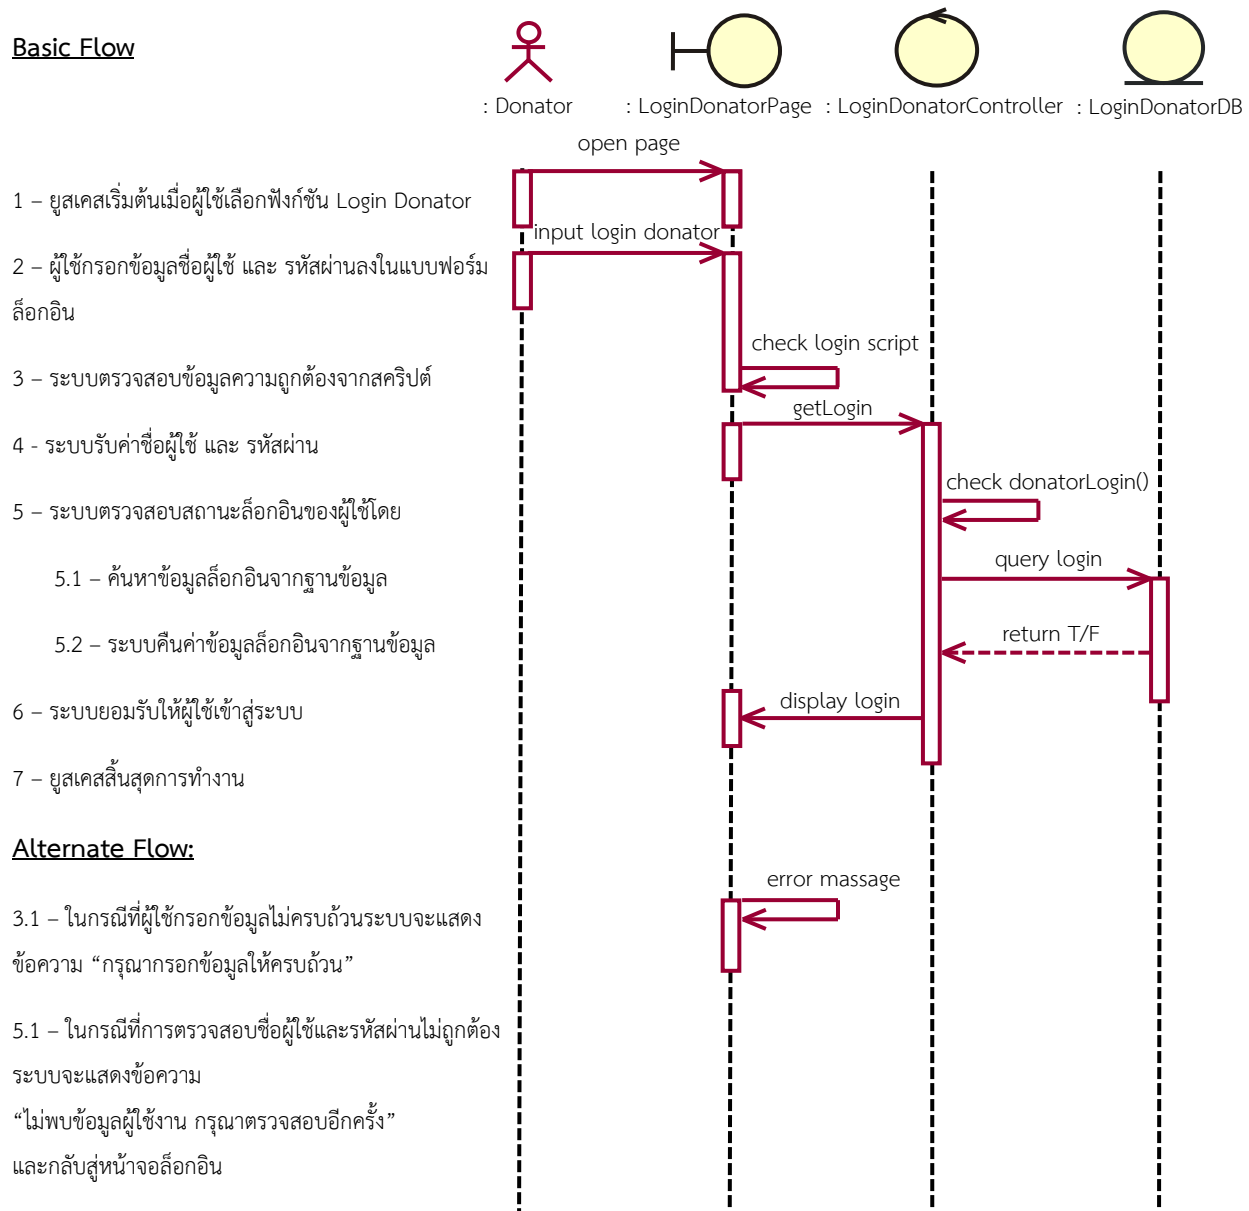 Basic Flow
: Donator
: LoginDonatorPage
: LoginDonatorController
: LoginDonatorDB
open page
1 – ยูสเคสเริ่มต้นเมื่อผู้ใช้เลือกฟังก์ชัน Login Donator
input login donator
2 – ผู้ใช้กรอกข้อมูลชื่อผู้ใช้ และ รหัสผ่านลงในแบบฟอร์ม
ล็อกอิน
check login script
3 – ระบบตรวจสอบข้อมูลความถูกต้องจากสคริปต์
getLogin
4 - ระบบรับค่าชื่อผู้ใช้ และ รหัสผ่าน
check donatorLogin()
5 – ระบบตรวจสอบสถานะล็อกอินของผู้ใช้โดย
query login
5.1 – ค้นหาข้อมูลล็อกอินจากฐานข้อมูล
return T/F
5.2 – ระบบคืนค่าข้อมูลล็อกอินจากฐานข้อมูล
display login
6 – ระบบยอมรับให้ผู้ใช้เข้าสู่ระบบ
7 – ยูสเคสสิ้นสุดการทำงาน
Alternate Flow:
error massage
3.1 – ในกรณีที่ผู้ใช้กรอกข้อมูลไม่ครบถ้วนระบบจะแสดง
ข้อความ “กรุณากรอกข้อมูลให้ครบถ้วน”
5.1 – ในกรณีที่การตรวจสอบชื่อผู้ใช้และรหัสผ่านไม่ถูกต้อง
ระบบจะแสดงข้อความ
“ไม่พบข้อมูลผู้ใช้งาน กรุณาตรวจสอบอีกครั้ง”
และกลับสู่หน้าจอล็อกอิน